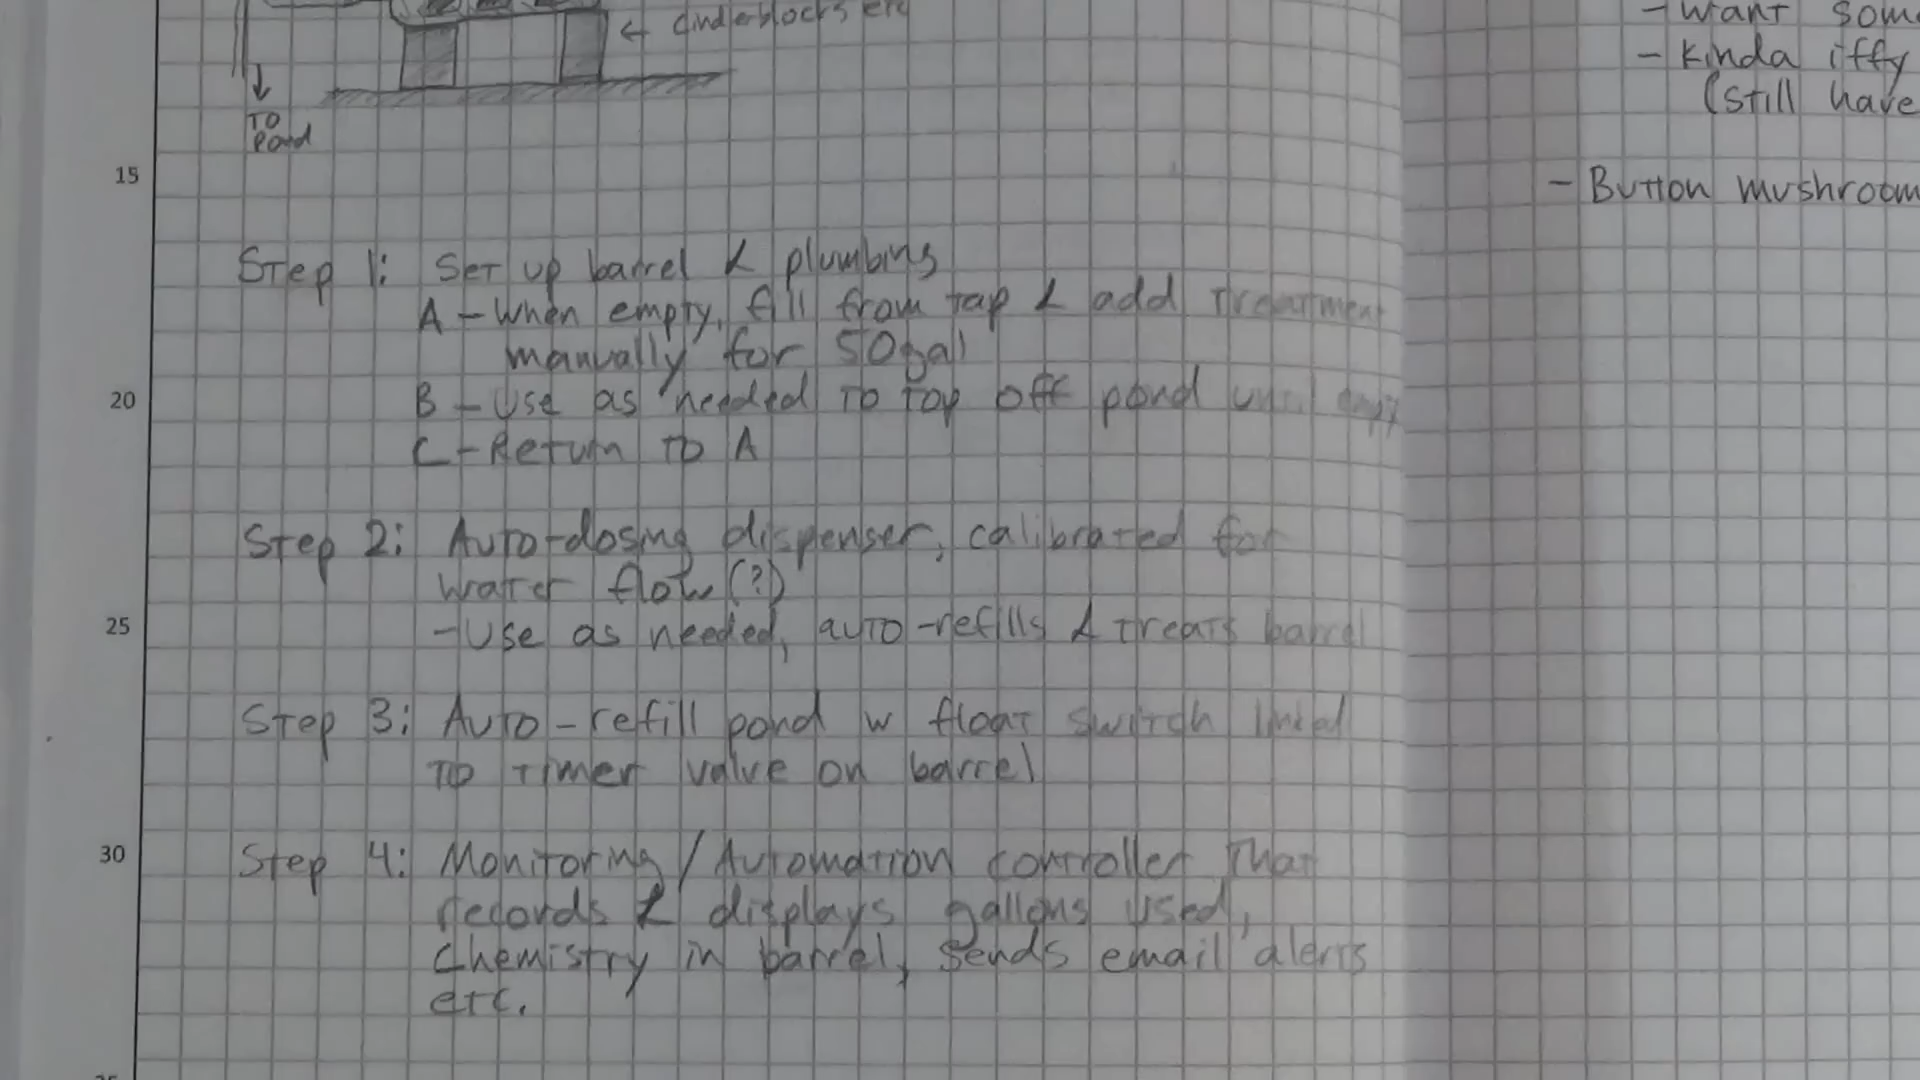 ← cinderblocks etc
TO
Pond
15
Step 1: Set up barrel & plumbing
A - When empty, fill from tap & add treatment
manually for 50gal
20
B - Use as needed to top off pond until empty
C - Return to A
Step 2: Auto-dosing dispenser, calibrated for
water flow (?)
25
- Use as needed, auto-refills & treats barrel
Step 3: Auto-refill pond w float switch linked
to timer valve on barrel
30
Step 4: Monitoring/Automation controller that
records & displays gallons used,
chemistry in barrel, sends email alerts
etc.
- Want som
- Kinda iffy
(still have
- Button mushroom